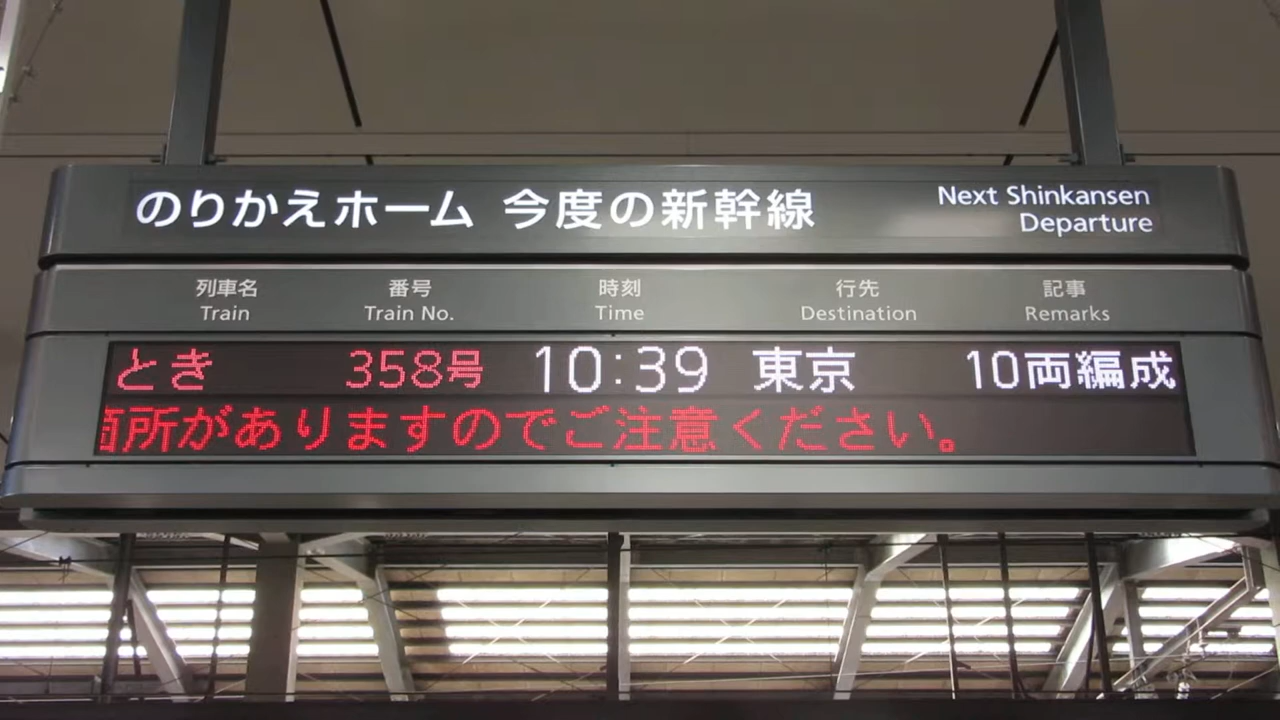 のりかえホーム 今度の新幹線 Next Shinkansen Departure
列車名 番号 時刻 行先 記事
Train Train No. Time Destination Remarks
とき 358号 10:39 東京 10両編成
箇所がありますのでご注意ください。